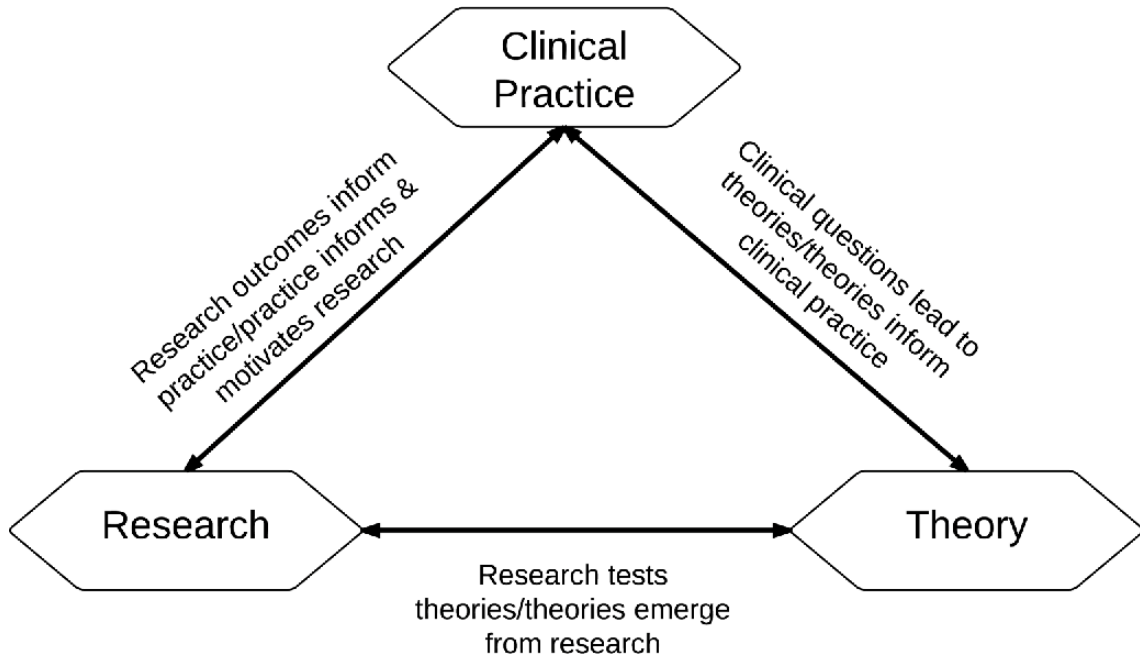 Clinical
Practice
Research outcomes inform
practice/practice informs &
motivates research
Clinical questions lead to
theories/theories inform
clinical practice
Research
Theory
Research tests
theories/theories emerge
from research